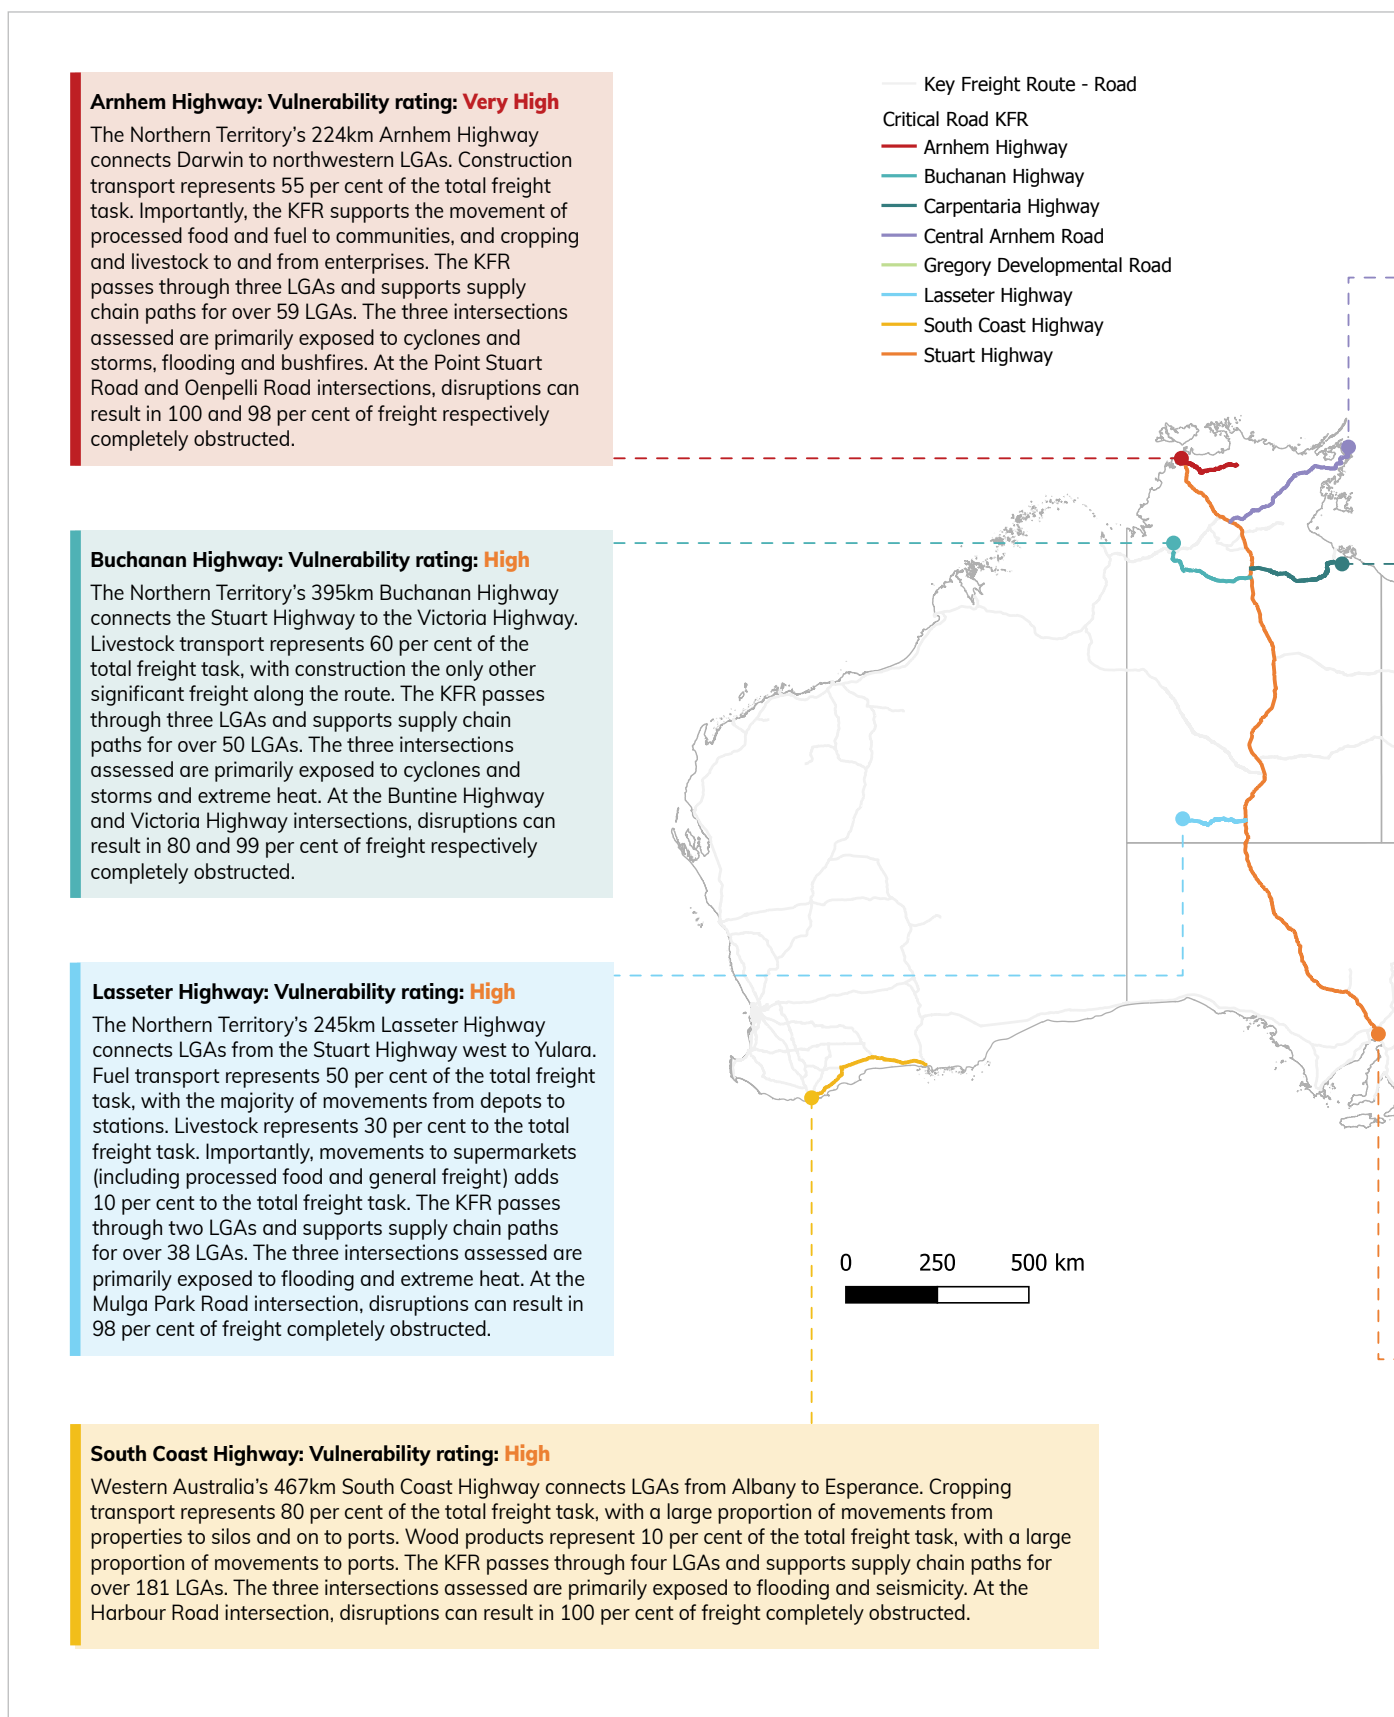 Arnhem Highway: Vulnerability rating: Very High
The Northern Territory’s 224km Arnhem Highway
connects Darwin to northwestern LGAs. Construction
transport represents 55 per cent of the total freight
task. Importantly, the KFR supports the movement of
processed food and fuel to communities, and cropping
and livestock to and from enterprises. The KFR
passes through three LGAs and supports supply
chain paths for over 59 LGAs. The three intersections
assessed are primarily exposed to cyclones and
storms, flooding and bushfires. At the Point Stuart
Road and Oenpelli Road intersections, disruptions can
result in 100 and 98 per cent of freight respectively
completely obstructed.
Key Freight Route - Road
Critical Road KFR
Arnhem Highway
Buchanan Highway
Carpentaria Highway
Central Arnhem Road
Gregory Developmental Road
Lasseter Highway
South Coast Highway
Stuart Highway
Buchanan Highway: Vulnerability rating: High
The Northern Territory’s 395km Buchanan Highway
connects the Stuart Highway to the Victoria Highway.
Livestock transport represents 60 per cent of the
total freight task, with construction the only other
significant freight along the route. The KFR passes
through three LGAs and supports supply chain
paths for over 50 LGAs. The three intersections
assessed are primarily exposed to cyclones and
storms and extreme heat. At the Buntine Highway
and Victoria Highway intersections, disruptions can
result in 80 and 99 per cent of freight respectively
completely obstructed.
Lasseter Highway: Vulnerability rating: High
The Northern Territory’s 245km Lasseter Highway
connects LGAs from the Stuart Highway west to Yulara.
Fuel transport represents 50 per cent of the total freight
task, with the majority of movements from depots to
stations. Livestock represents 30 per cent to the total
freight task. Importantly, movements to supermarkets
(including processed food and general freight) adds
10 per cent to the total freight task. The KFR passes
through two LGAs and supports supply chain paths
for over 38 LGAs. The three intersections assessed are
primarily exposed to flooding and extreme heat. At the
Mulga Park Road intersection, disruptions can result in
98 per cent of freight completely obstructed.
0 250 500 km
South Coast Highway: Vulnerability rating: High
Western Australia’s 467km South Coast Highway connects LGAs from Albany to Esperance. Cropping
transport represents 80 per cent of the total freight task, with a large proportion of movements from
properties to silos and on to ports. Wood products represent 10 per cent of the total freight task, with a large
proportion of movements to ports. The KFR passes through four LGAs and supports supply chain paths for
over 181 LGAs. The three intersections assessed are primarily exposed to flooding and seismicity. At the
Harbour Road intersection, disruptions can result in 100 per cent of freight completely obstructed.